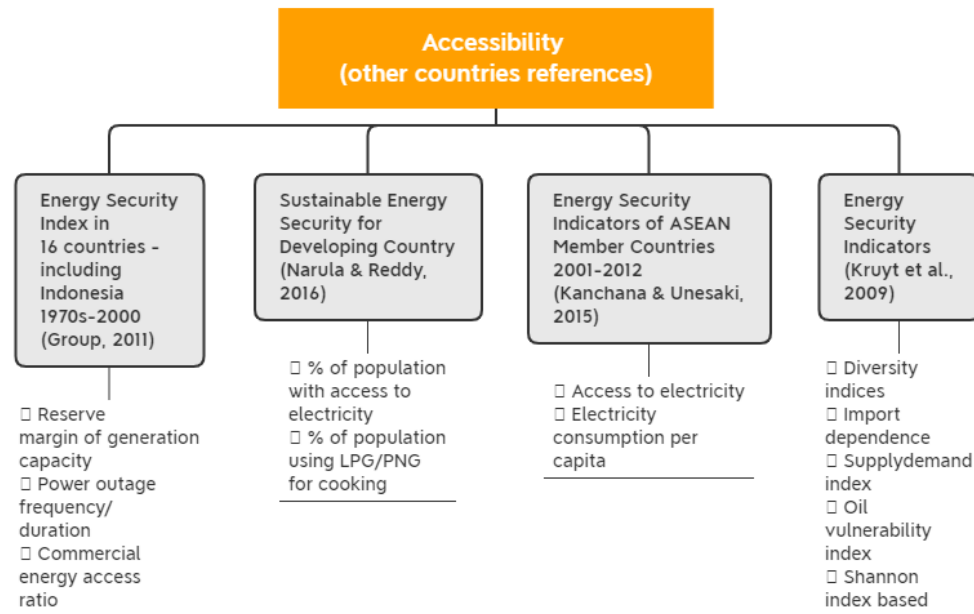 Accessibility
(other countries references)
Energy Security
Index in
16 countries -
including
Indonesia
1970s-2000
(Group, 2011)
▯ Reserve
margin of generation
capacity
▯ Power outage
frequency/
duration
▯ Commercial
energy access
ratio
Sustainable Energy
Security for
Developing Country
(Narula & Reddy,
2016)
▯ % of population
with access to
electricity
▯ % of population
using LPG/PNG
for cooking
Energy Security
Indicators of ASEAN
Member Countries
2001-2012
(Kanchana & Unesaki,
2015)
▯ Access to electricity
▯ Electricity
consumption per
capita
Energy
Security
Indicators
(Kruyt et al.,
2009)
▯ Diversity
indices
▯ Import
dependence
▯ Supplydemand
index
▯ Oil
vulnerability
index
▯ Shannon
index based